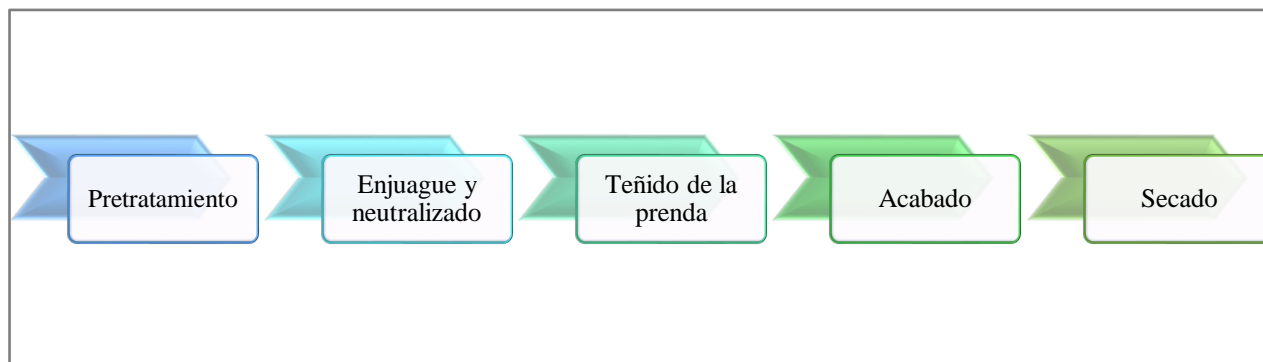 Pretratamiento
Enjuague y
neutralizado
Teñido de la
prenda
Acabado
Secado